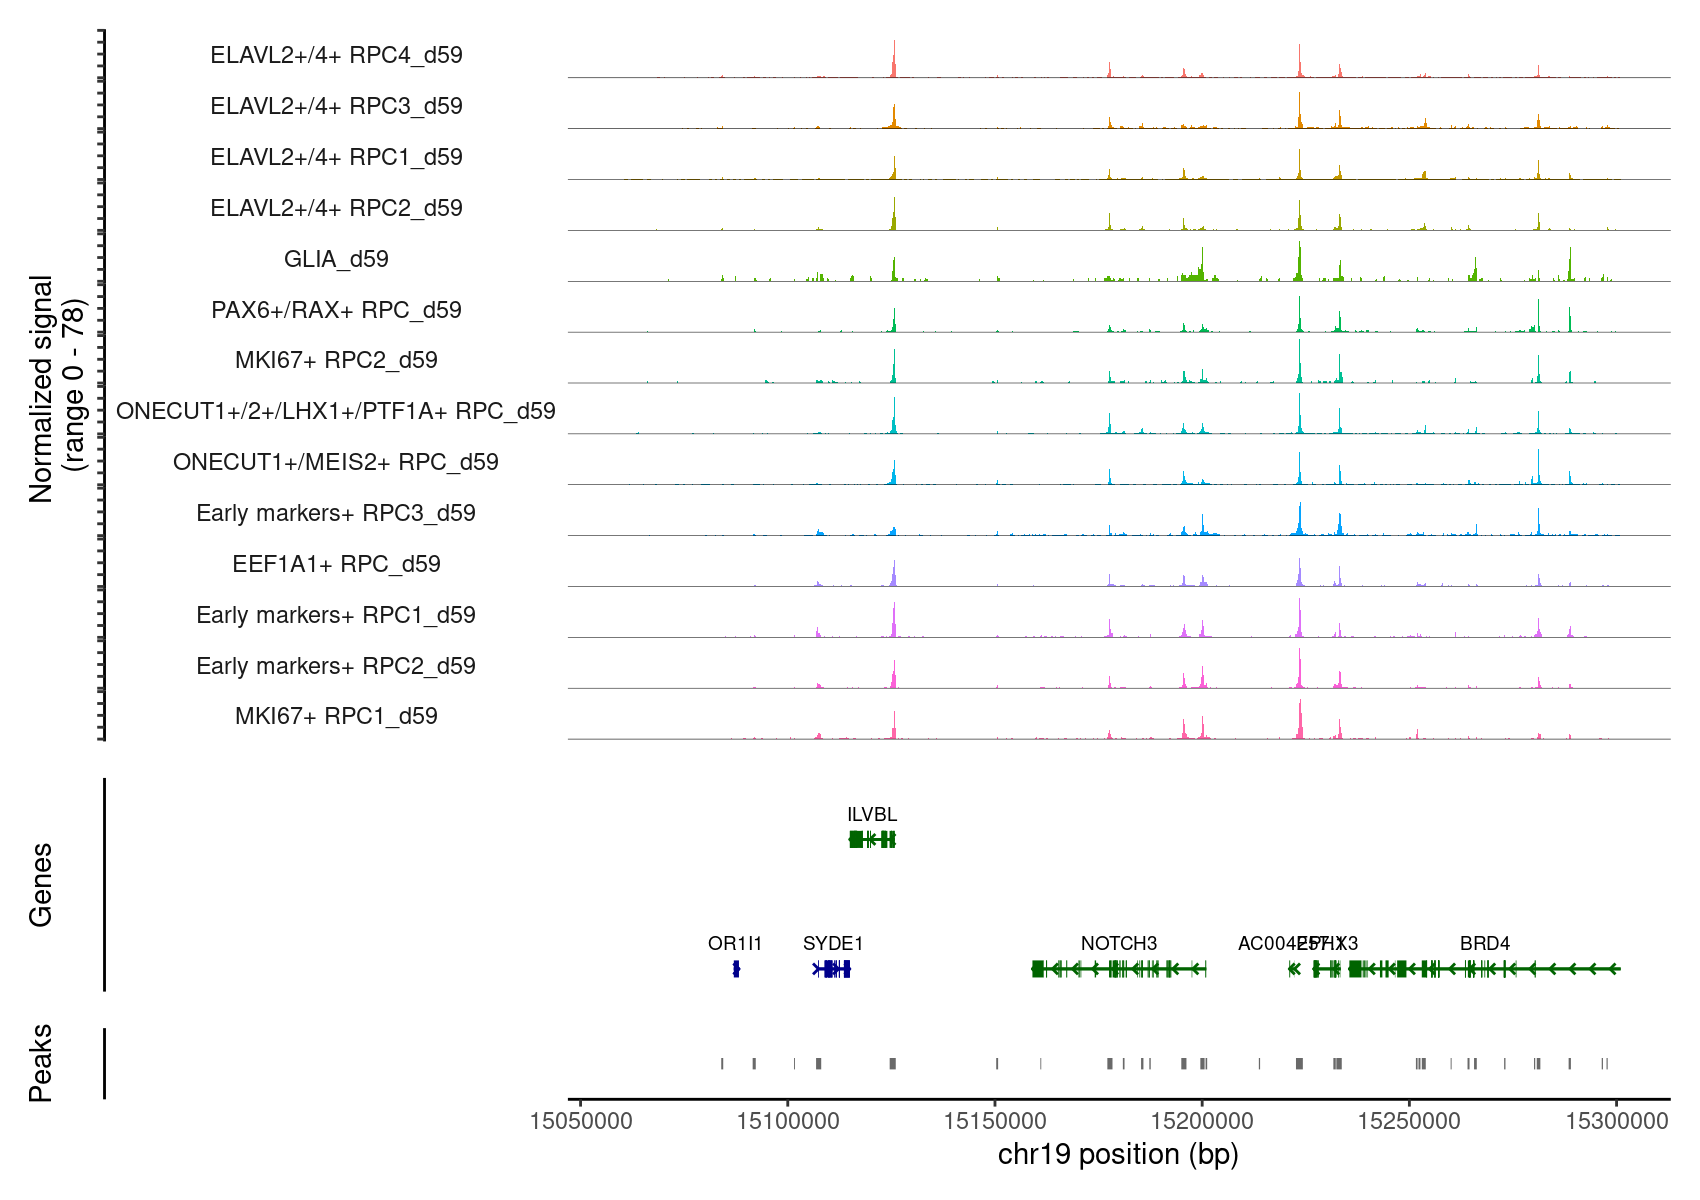 ELAVL2+/4+ RPC4_d59
ELAVL2+/4+ RPC3_d59
ELAVL2+/4+ RPC1_d59
ELAVL2+/4+ RPC2_d59
GLIA_d59
PAX6+/RAX+ RPC_d59
MKI67+ RPC2_d59
ONECUT1+/2+/LHX1+/PTF1A+ RPC_d59
ONECUT1+/MEIS2+ RPC_d59
Early markers+ RPC3_d59
EEF1A1+ RPC_d59
Early markers+ RPC1_d59
Early markers+ RPC2_d59
MKI67+ RPC1_d59
Normalized signal
(range 0 - 78)
Genes
ILVBL
OR1I1 SYDE1 NOTCH3 AC004257.1 EPHX3 BRD4
Peaks
15050000 15100000 15150000 15200000 15250000 15300000
chr19 position (bp)